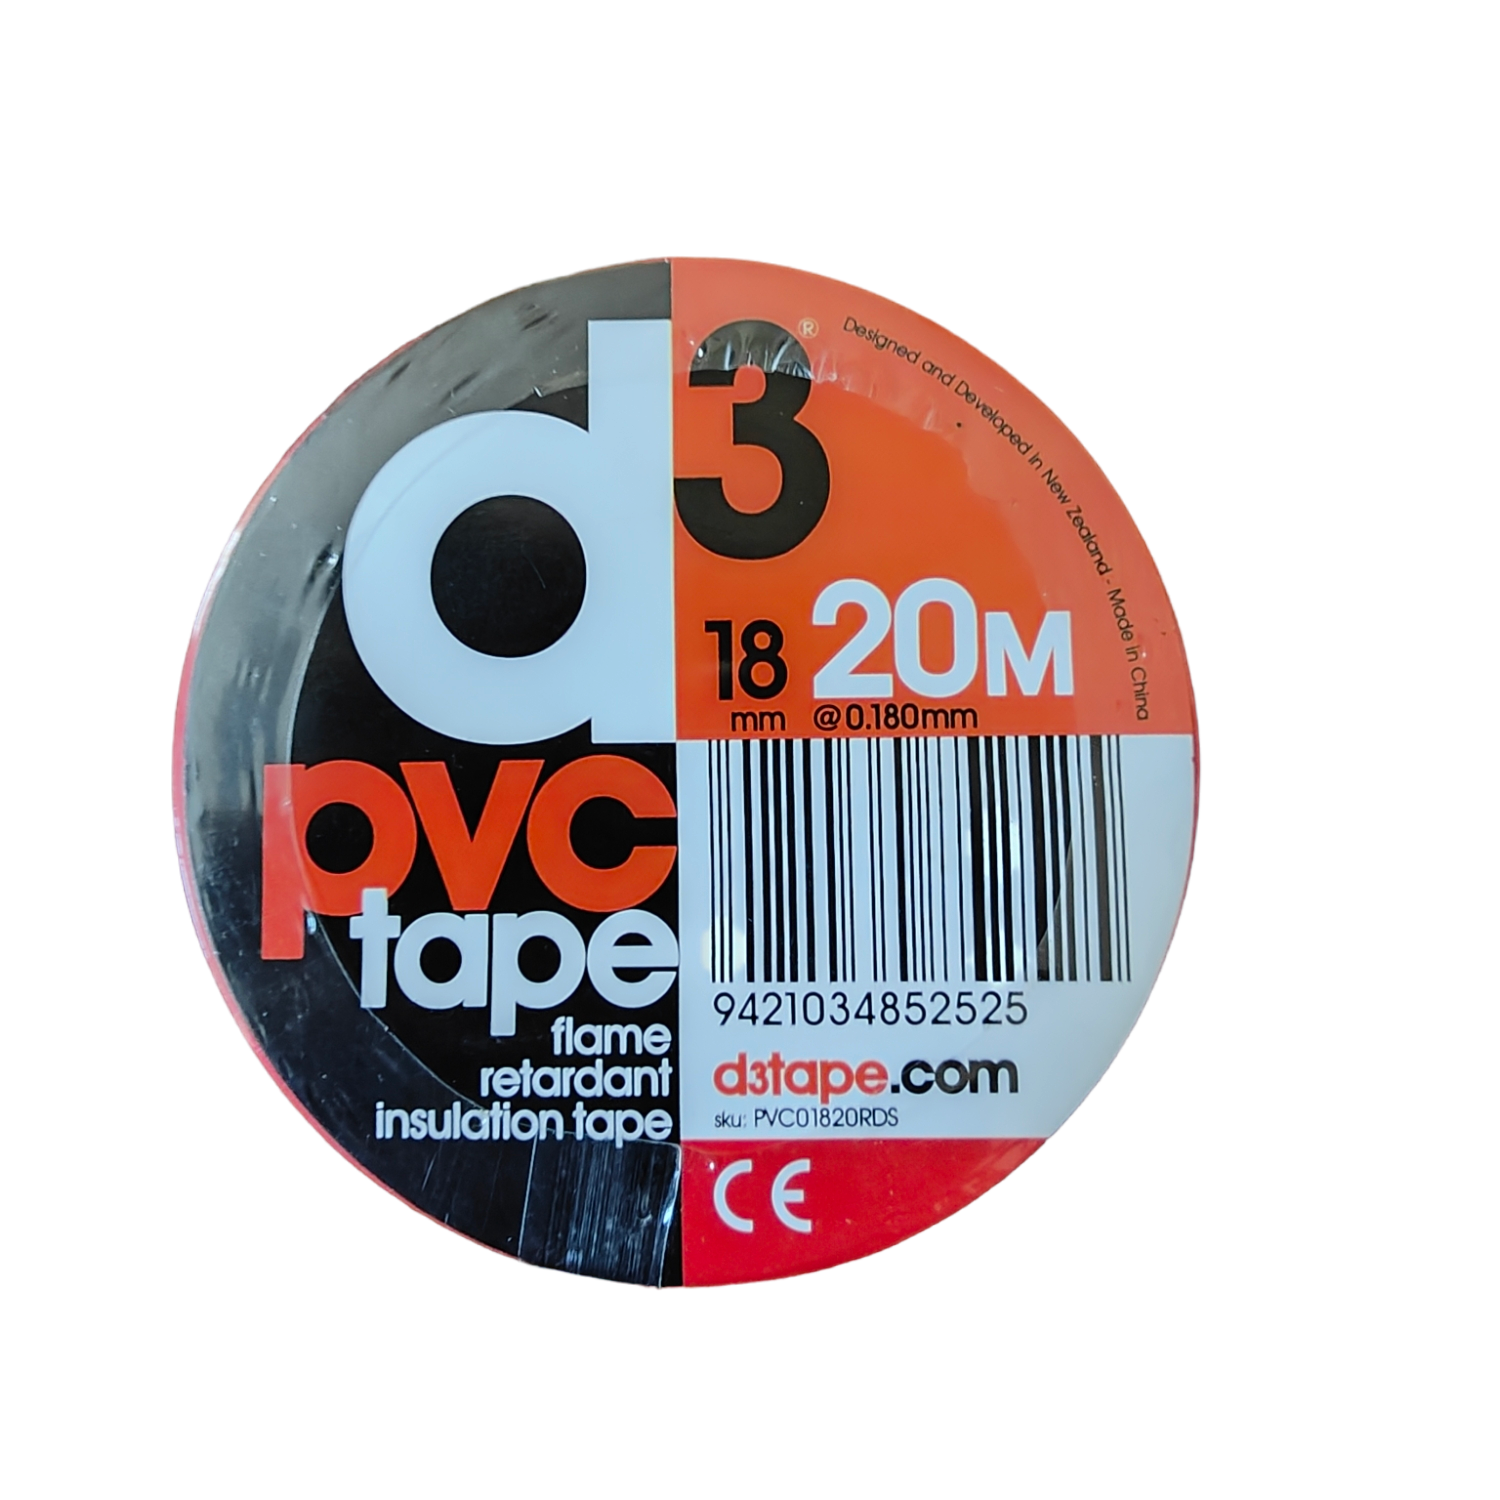 d3®
Designed and Developed in New Zealand - Made in China
18 20M
mm @0.180mm
pvc
tape
flame
retardant
insulation tape
9421034852525
d3tape.com
sku: PVC01820RDS
CE